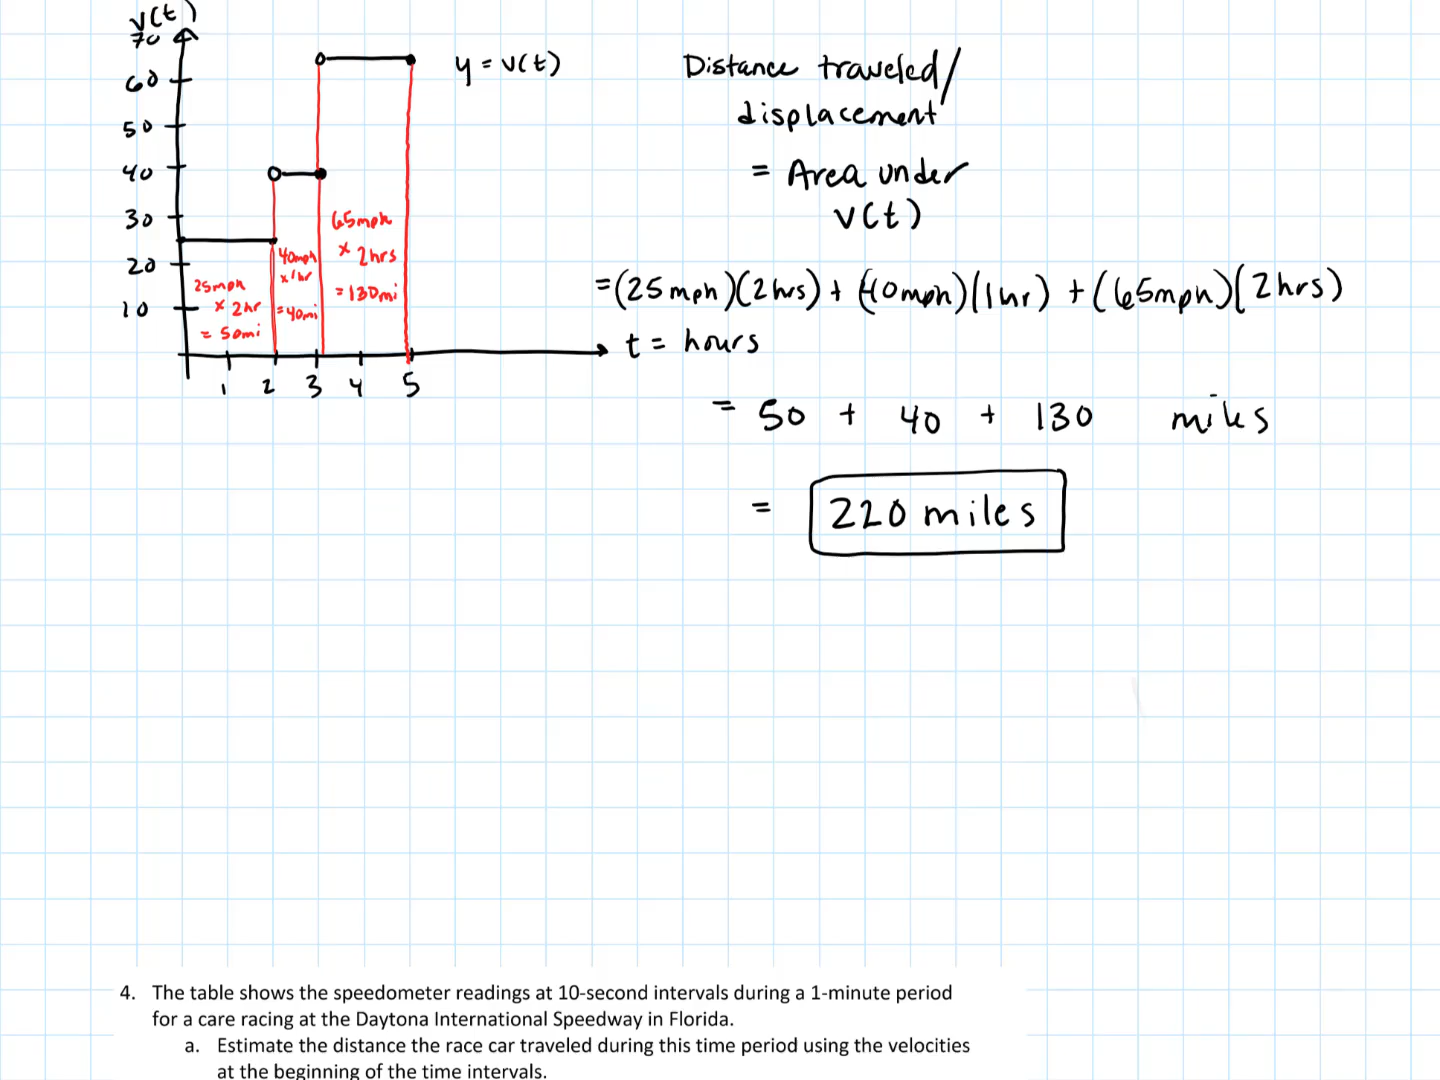 v(t)
70
60
50
40
30
20
10
y = v(t)
25mph
× 2hr
= 50mi
40mph
×1hr
=40mi
65mph
× 2hrs
=130mi
1 2 3 4 5
t = hours
Distance traveled/
displacement
= Area under
v(t)
=(25mph)(2hrs) + (40mph)(1hr) + (65mph)(2hrs)
= 50 + 40 + 130 miles
= 220 miles
4. The table shows the speedometer readings at 10-second intervals during a 1-minute period
for a care racing at the Daytona International Speedway in Florida.
a. Estimate the distance the race car traveled during this time period using the velocities
at the beginning of the time intervals.